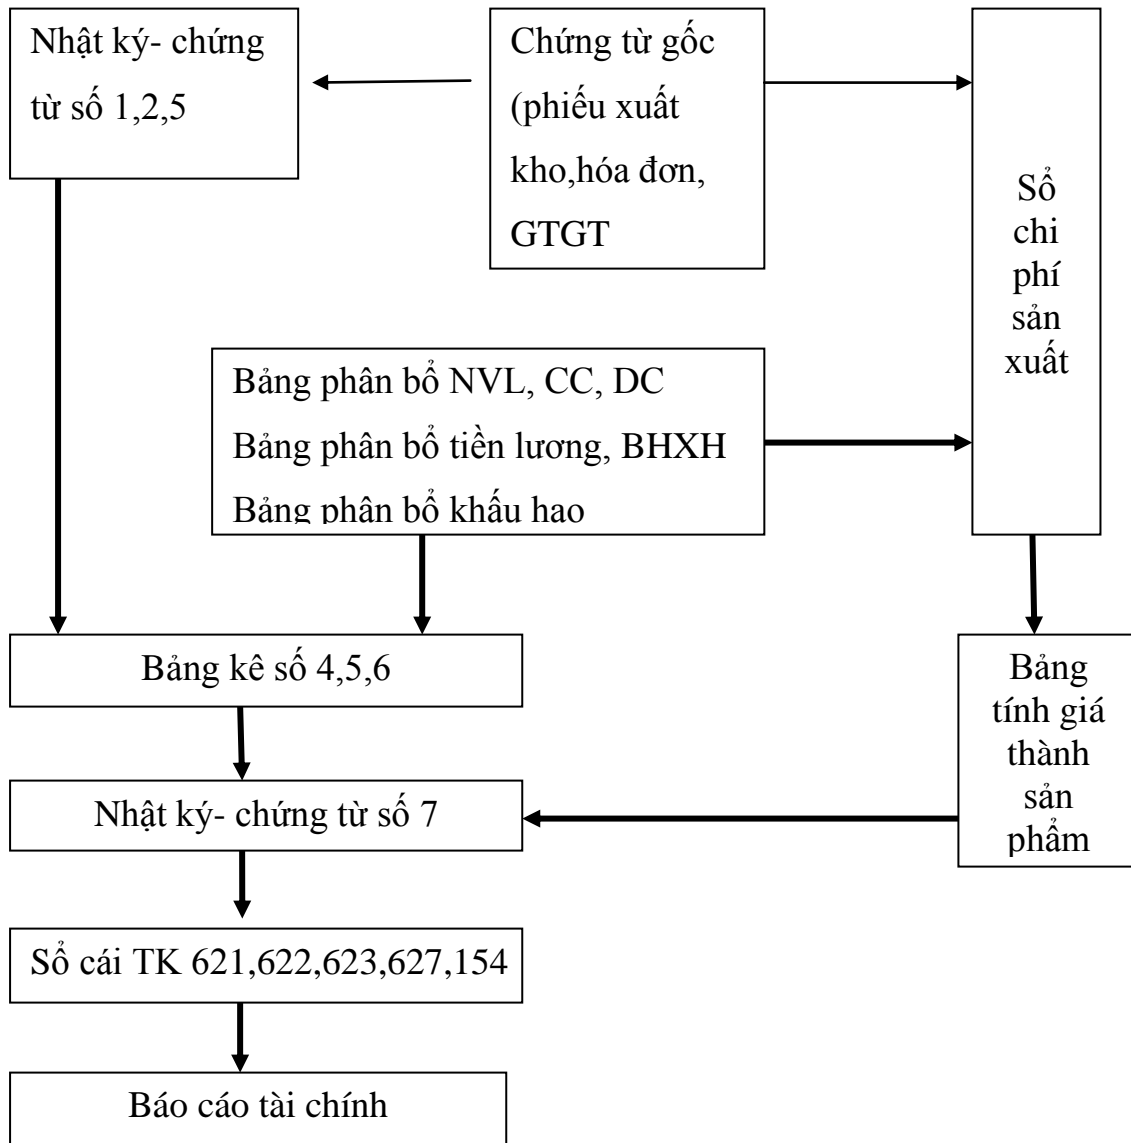 Nhật ký- chứng
từ số 1,2,5
Chứng từ gốc
(phiếu xuất
kho,hóa đơn,
GTGT
Sổ
chi
phí
sản
xuất
Bảng phân bổ NVL, CC, DC
Bảng phân bổ tiền lương, BHXH
Bảng phân bổ khấu hao
Bảng kê số 4,5,6
Bảng
tính giá
thành
sản
phẩm
Nhật ký- chứng từ số 7
Sổ cái TK 621,622,623,627,154
Báo cáo tài chính